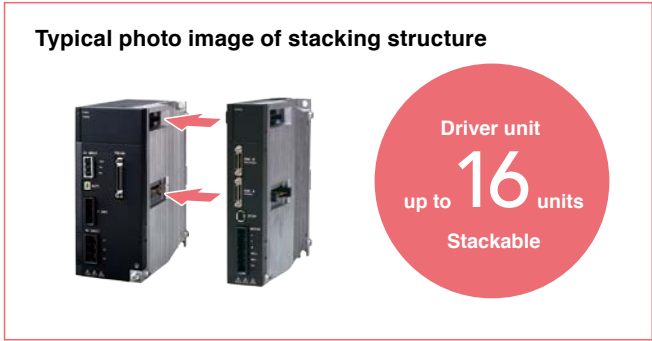 Typical photo image of stacking structure
Driver unit
up to 16 units
Stackable